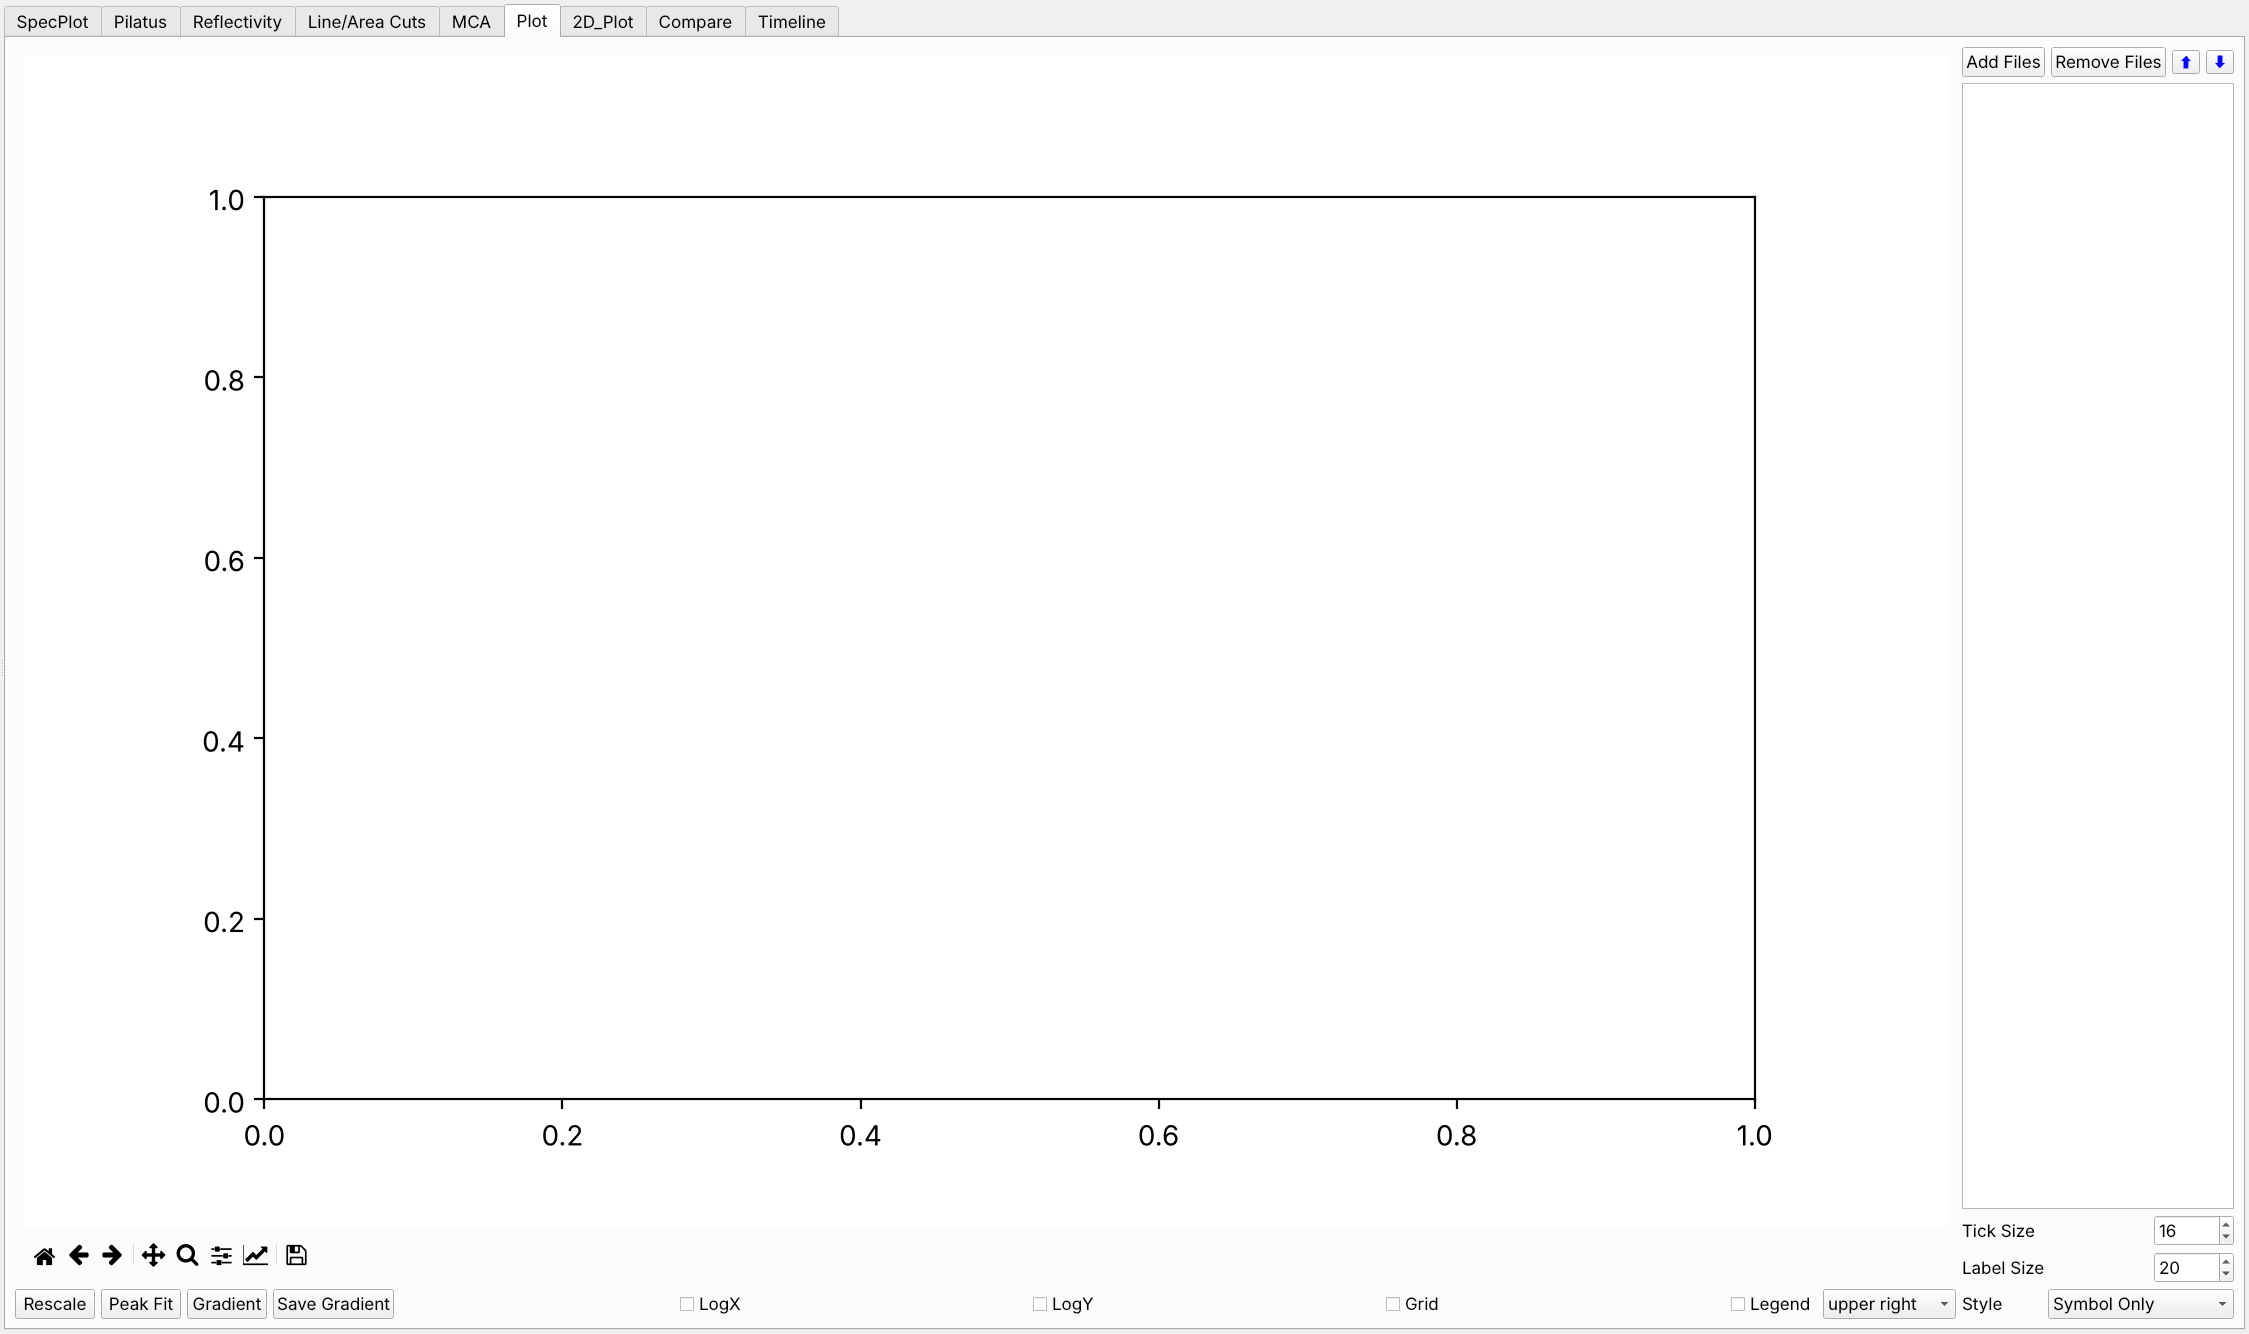 SpecPlot Pilatus Reflectivity Line/Area Cuts MCA Plot 2D_Plot Compare Timeline
Add Files Remove Files
1.0
0.8
0.6
0.4
0.2
0.0
0.0 0.2 0.4 0.6 0.8 1.0
Tick Size 16
Label Size 20
Rescale Peak Fit Gradient Save Gradient LogX LogY Grid Legend upper right Style Symbol Only